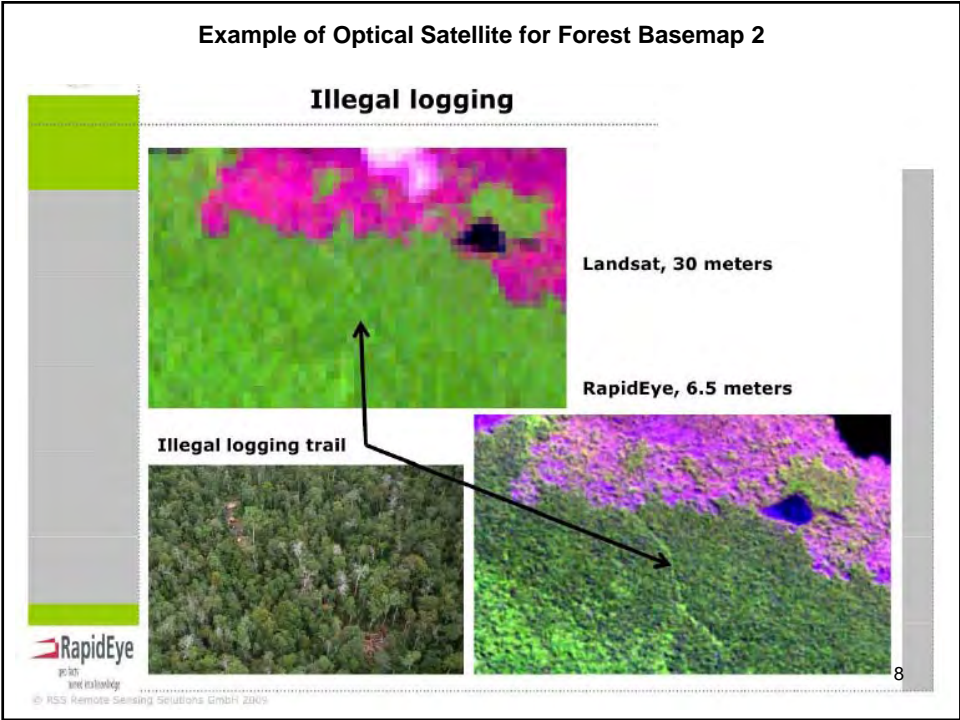 Example of Optical Satellite for Forest Basemap 2
Illegal logging
Landsat, 30 meters
RapidEye, 6.5 meters
Illegal logging trail
RapidEye
8
© RSS Remote Sensing Solutions GmbH 2009